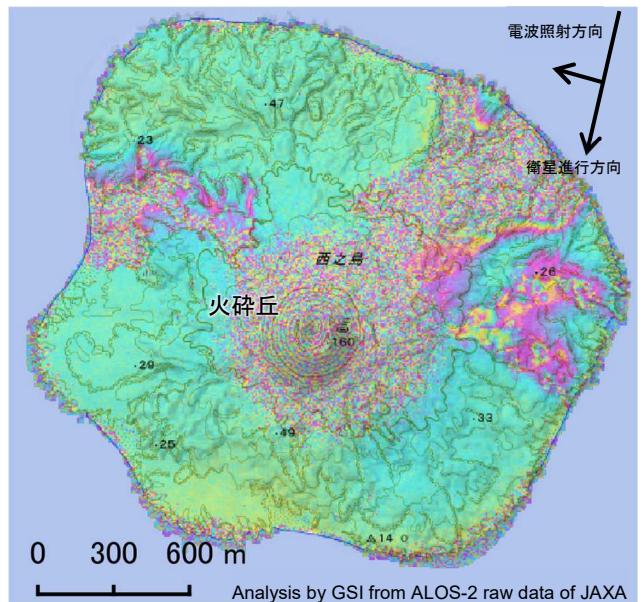 電波照射方向
衛星進行方向
・47
23
西之島
火砕丘
・26
・160
・29
・33
・49
・25
△14
0 300 600 m
Analysis by GSI from ALOS-2 raw data of JAXA